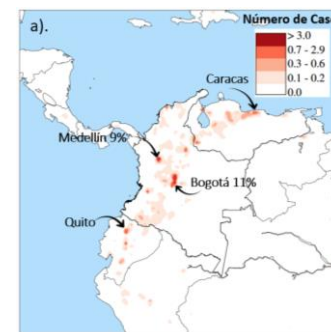 a).
Número de Cas
> 3.0
0.7 - 2.9
0.3 - 0.6
0.1 - 0.2
0.0
Caracas
Medellín 9%
Bogotá 11%
Quito